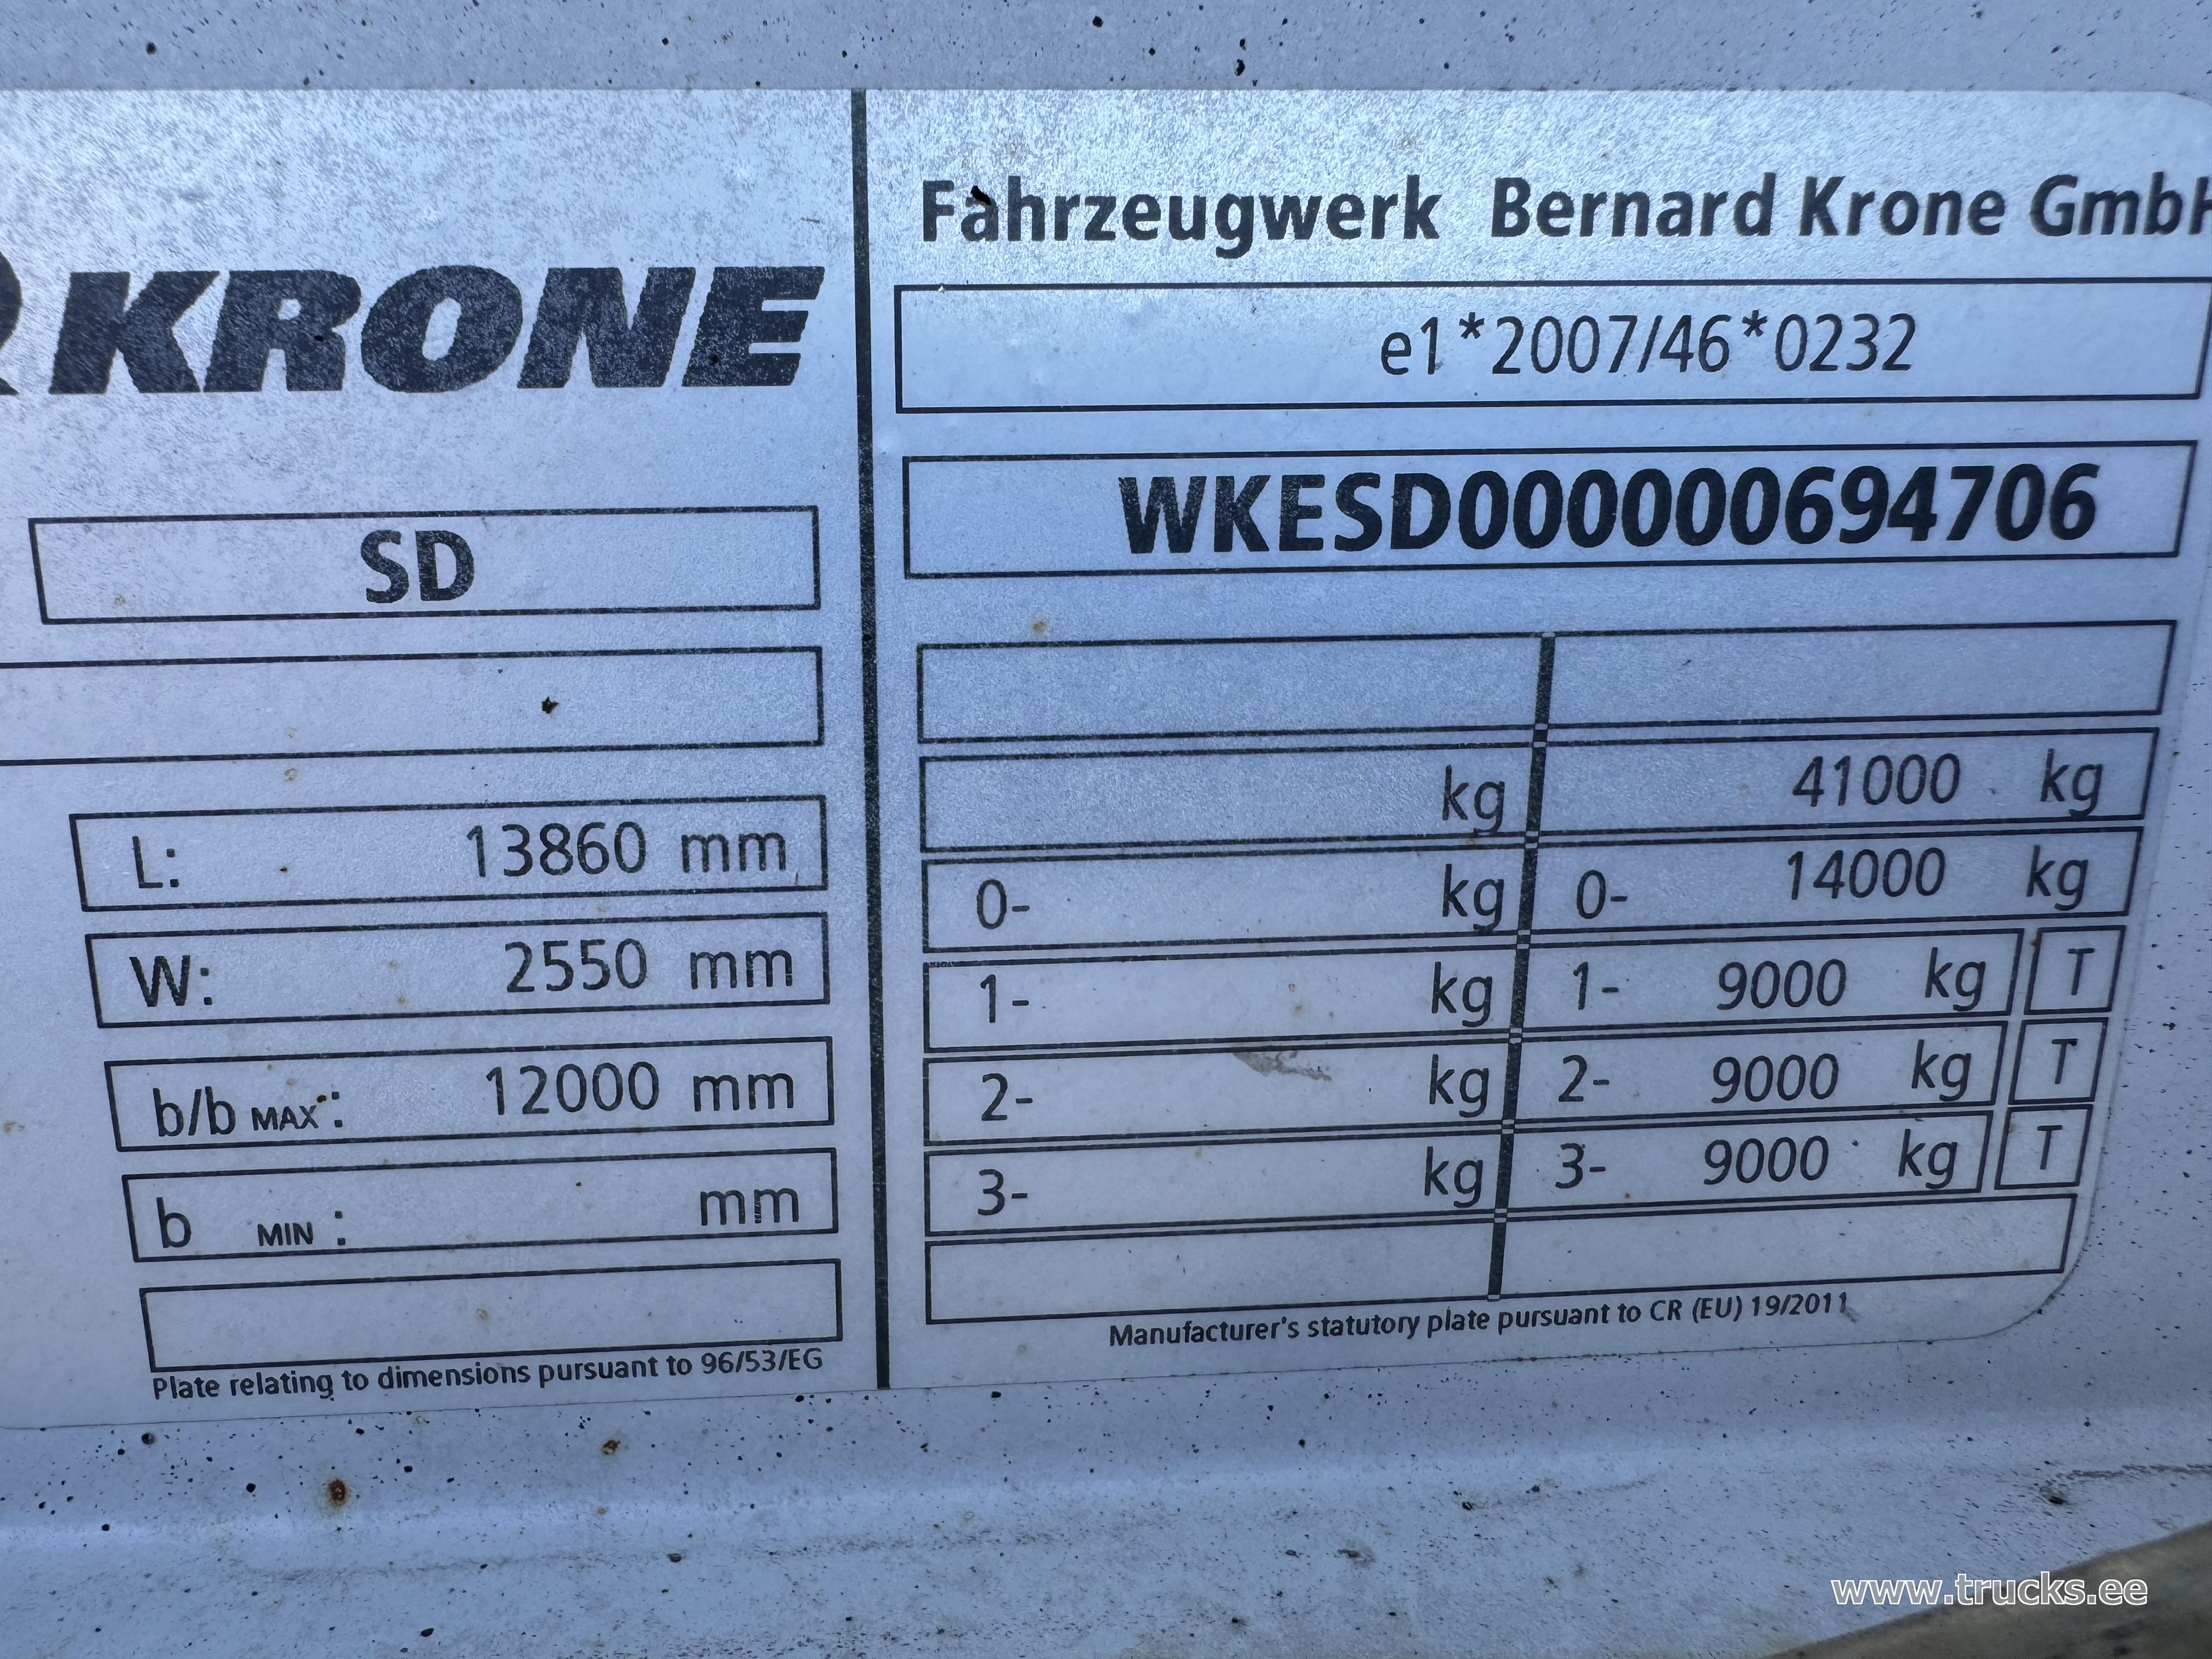 KRONE
SD
L: 13860 mm
W: 2550 mm
b/b MAX: 12000 mm
b MIN: mm
Plate relating to dimensions pursuant to 96/53/EG
Fahrzeugwerk Bernard Krone GmbH
e1*2007/46*0232
WKESD000000694706
kg 41000 kg
0- kg 0- 14000 kg
1- kg 1- 9000 kg T
2- kg 2- 9000 kg T
3- kg 3- 9000 kg T
Manufacturer's statutory plate pursuant to CR (EU) 19/2011
www.trucks.ee